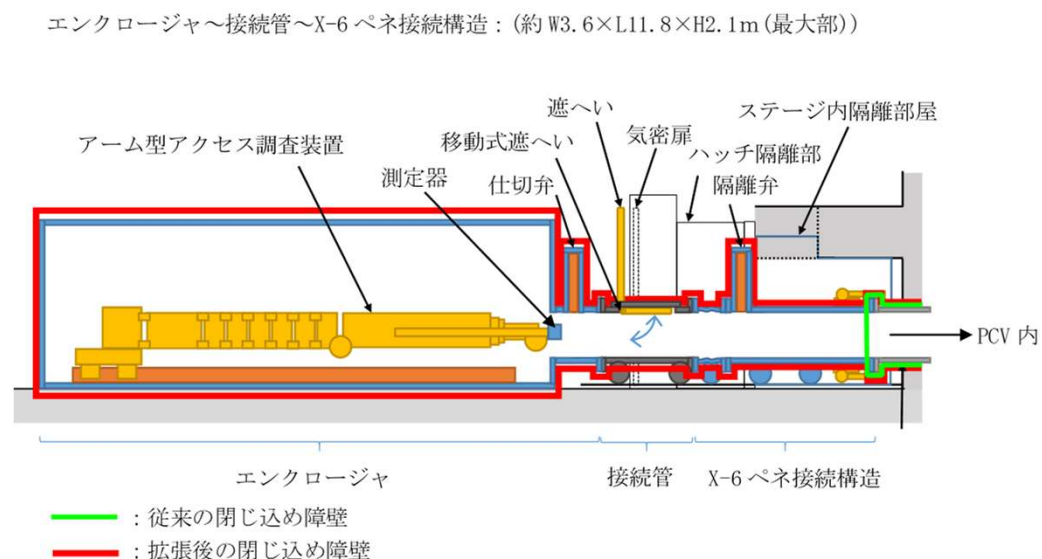 エンクロージャ～接続管～X-6 ペネ接続構造：(約 W3.6×L11.8×H2.1m(最大部))
遮へい
ステージ内隔離部屋
アーム型アクセス調査装置
移動式遮へい
気密扉
ハッチ隔離部
測定器
仕切弁
隔離弁
PCV 内
エンクロージャ
接続管
X-6 ペネ接続構造
：従来の閉じ込め障壁
：拡張後の閉じ込め障壁